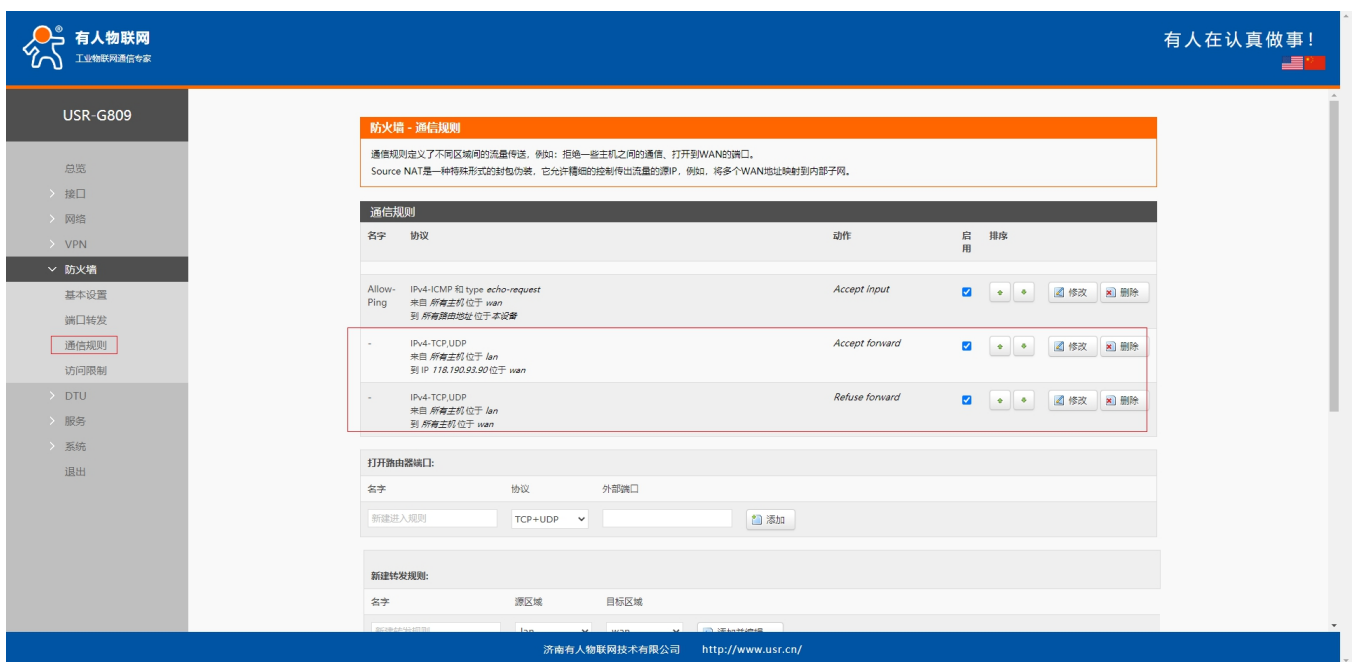 有人物联网
®
工业物联网通信专家
有人在认真做事!
USR-G809
总览
接口
网络
VPN
防火墙
基本设置
端口转发
通信规则
访问限制
DTU
服务
系统
退出
防火墙 - 通信规则
通信规则定义了不同区域间的流量传送，例如：拒绝一些主机之间的通信、打开到WAN的端口。
Source NAT是一种特殊形式的封包伪装，它允许精细的控制传出流量的源IP，例如，将多个WAN地址映射到内部子网。
通信规则
名字 协议 动作 启用 排序
Allow-Ping
IPv4-ICMP 和 type echo-request
来自 所有主机 位于 wan
到 所有路由地址 位于 本设备
Accept input
修改 删除
-
IPv4-TCP,UDP
来自 所有主机 位于 lan
到 IP 118.190.93.90 位于 wan
Accept forward
修改 删除
-
IPv4-TCP,UDP
来自 所有主机 位于 lan
到 所有主机 位于 wan
Refuse forward
修改 删除
打开路由器端口:
名字 协议 外部端口
新建进入规则 TCP+UDP 添加
新建转发规则:
名字 源区域 目标区域
新建转发规则 lan wan 添加并编辑...
济南有人物联网技术有限公司 http://www.usr.cn/